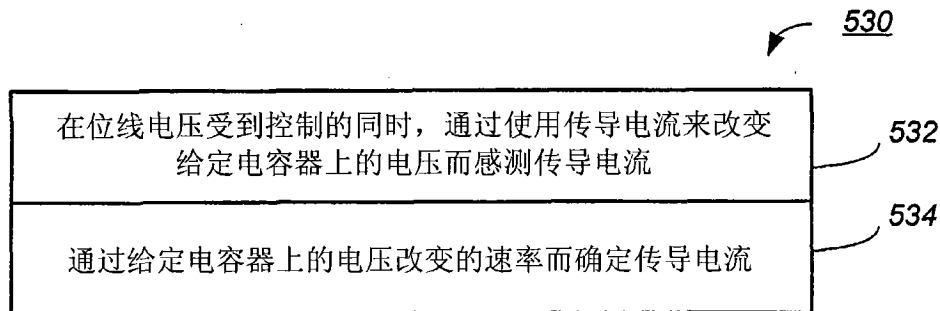 530
在位线电压受到控制的同时，通过使用传导电流来改变
给定电容器上的电压而感测传导电流
532
534
通过给定电容器上的电压改变的速率而确定传导电流